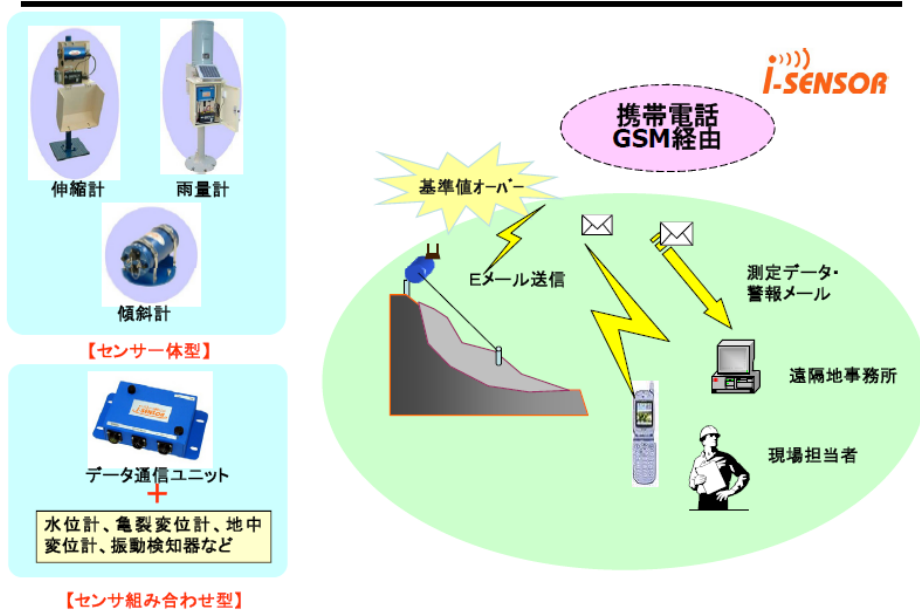 伸縮計
雨量計
傾斜計
【センサ一体型】
i-SENSOR
データ通信ユニット
+
水位計、亀裂変位計、地中
変位計、振動検知器など
【センサ組み合わせ型】
i-SENSOR
携帯電話
GSM経由
基準値オーバー
Eメール送信
測定データ・
警報メール
遠隔地事務所
現場担当者